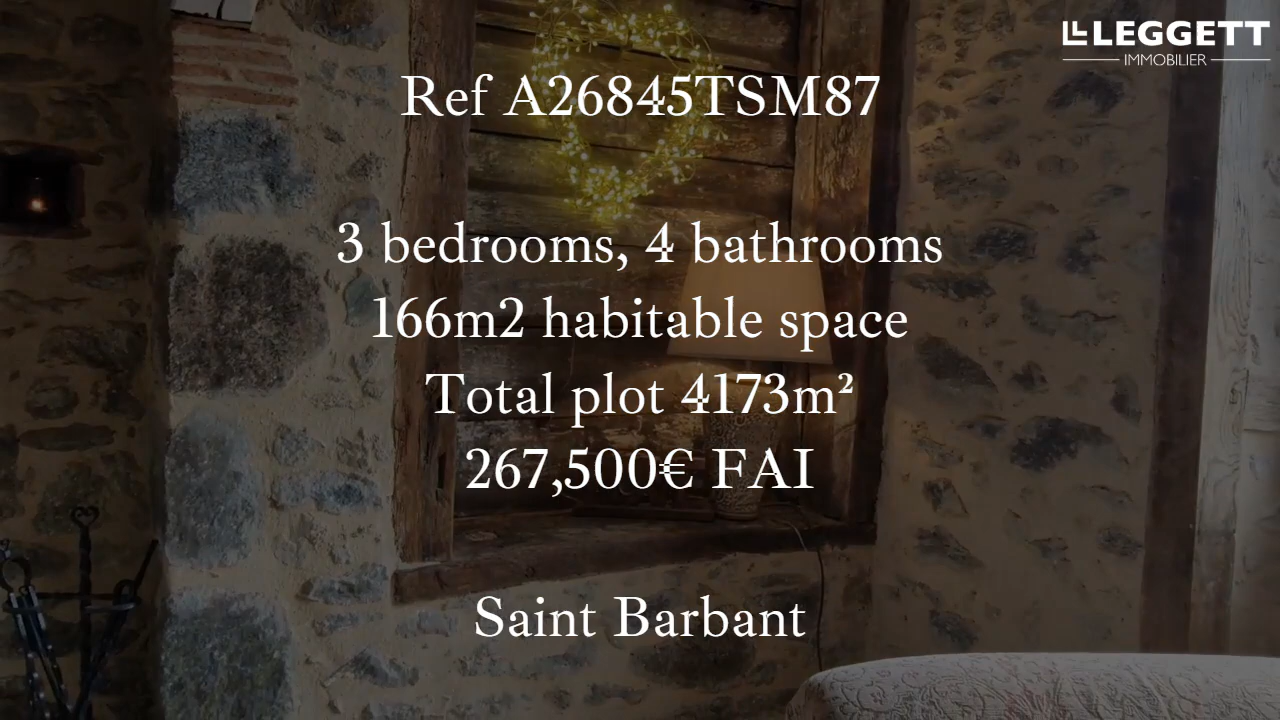 LEGGETT
IMMOBILIER
Ref A26845TSM87
3 bedrooms, 4 bathrooms
166m2 habitable space
Total plot 4173m²
267,500€ FAI
Saint Barbant